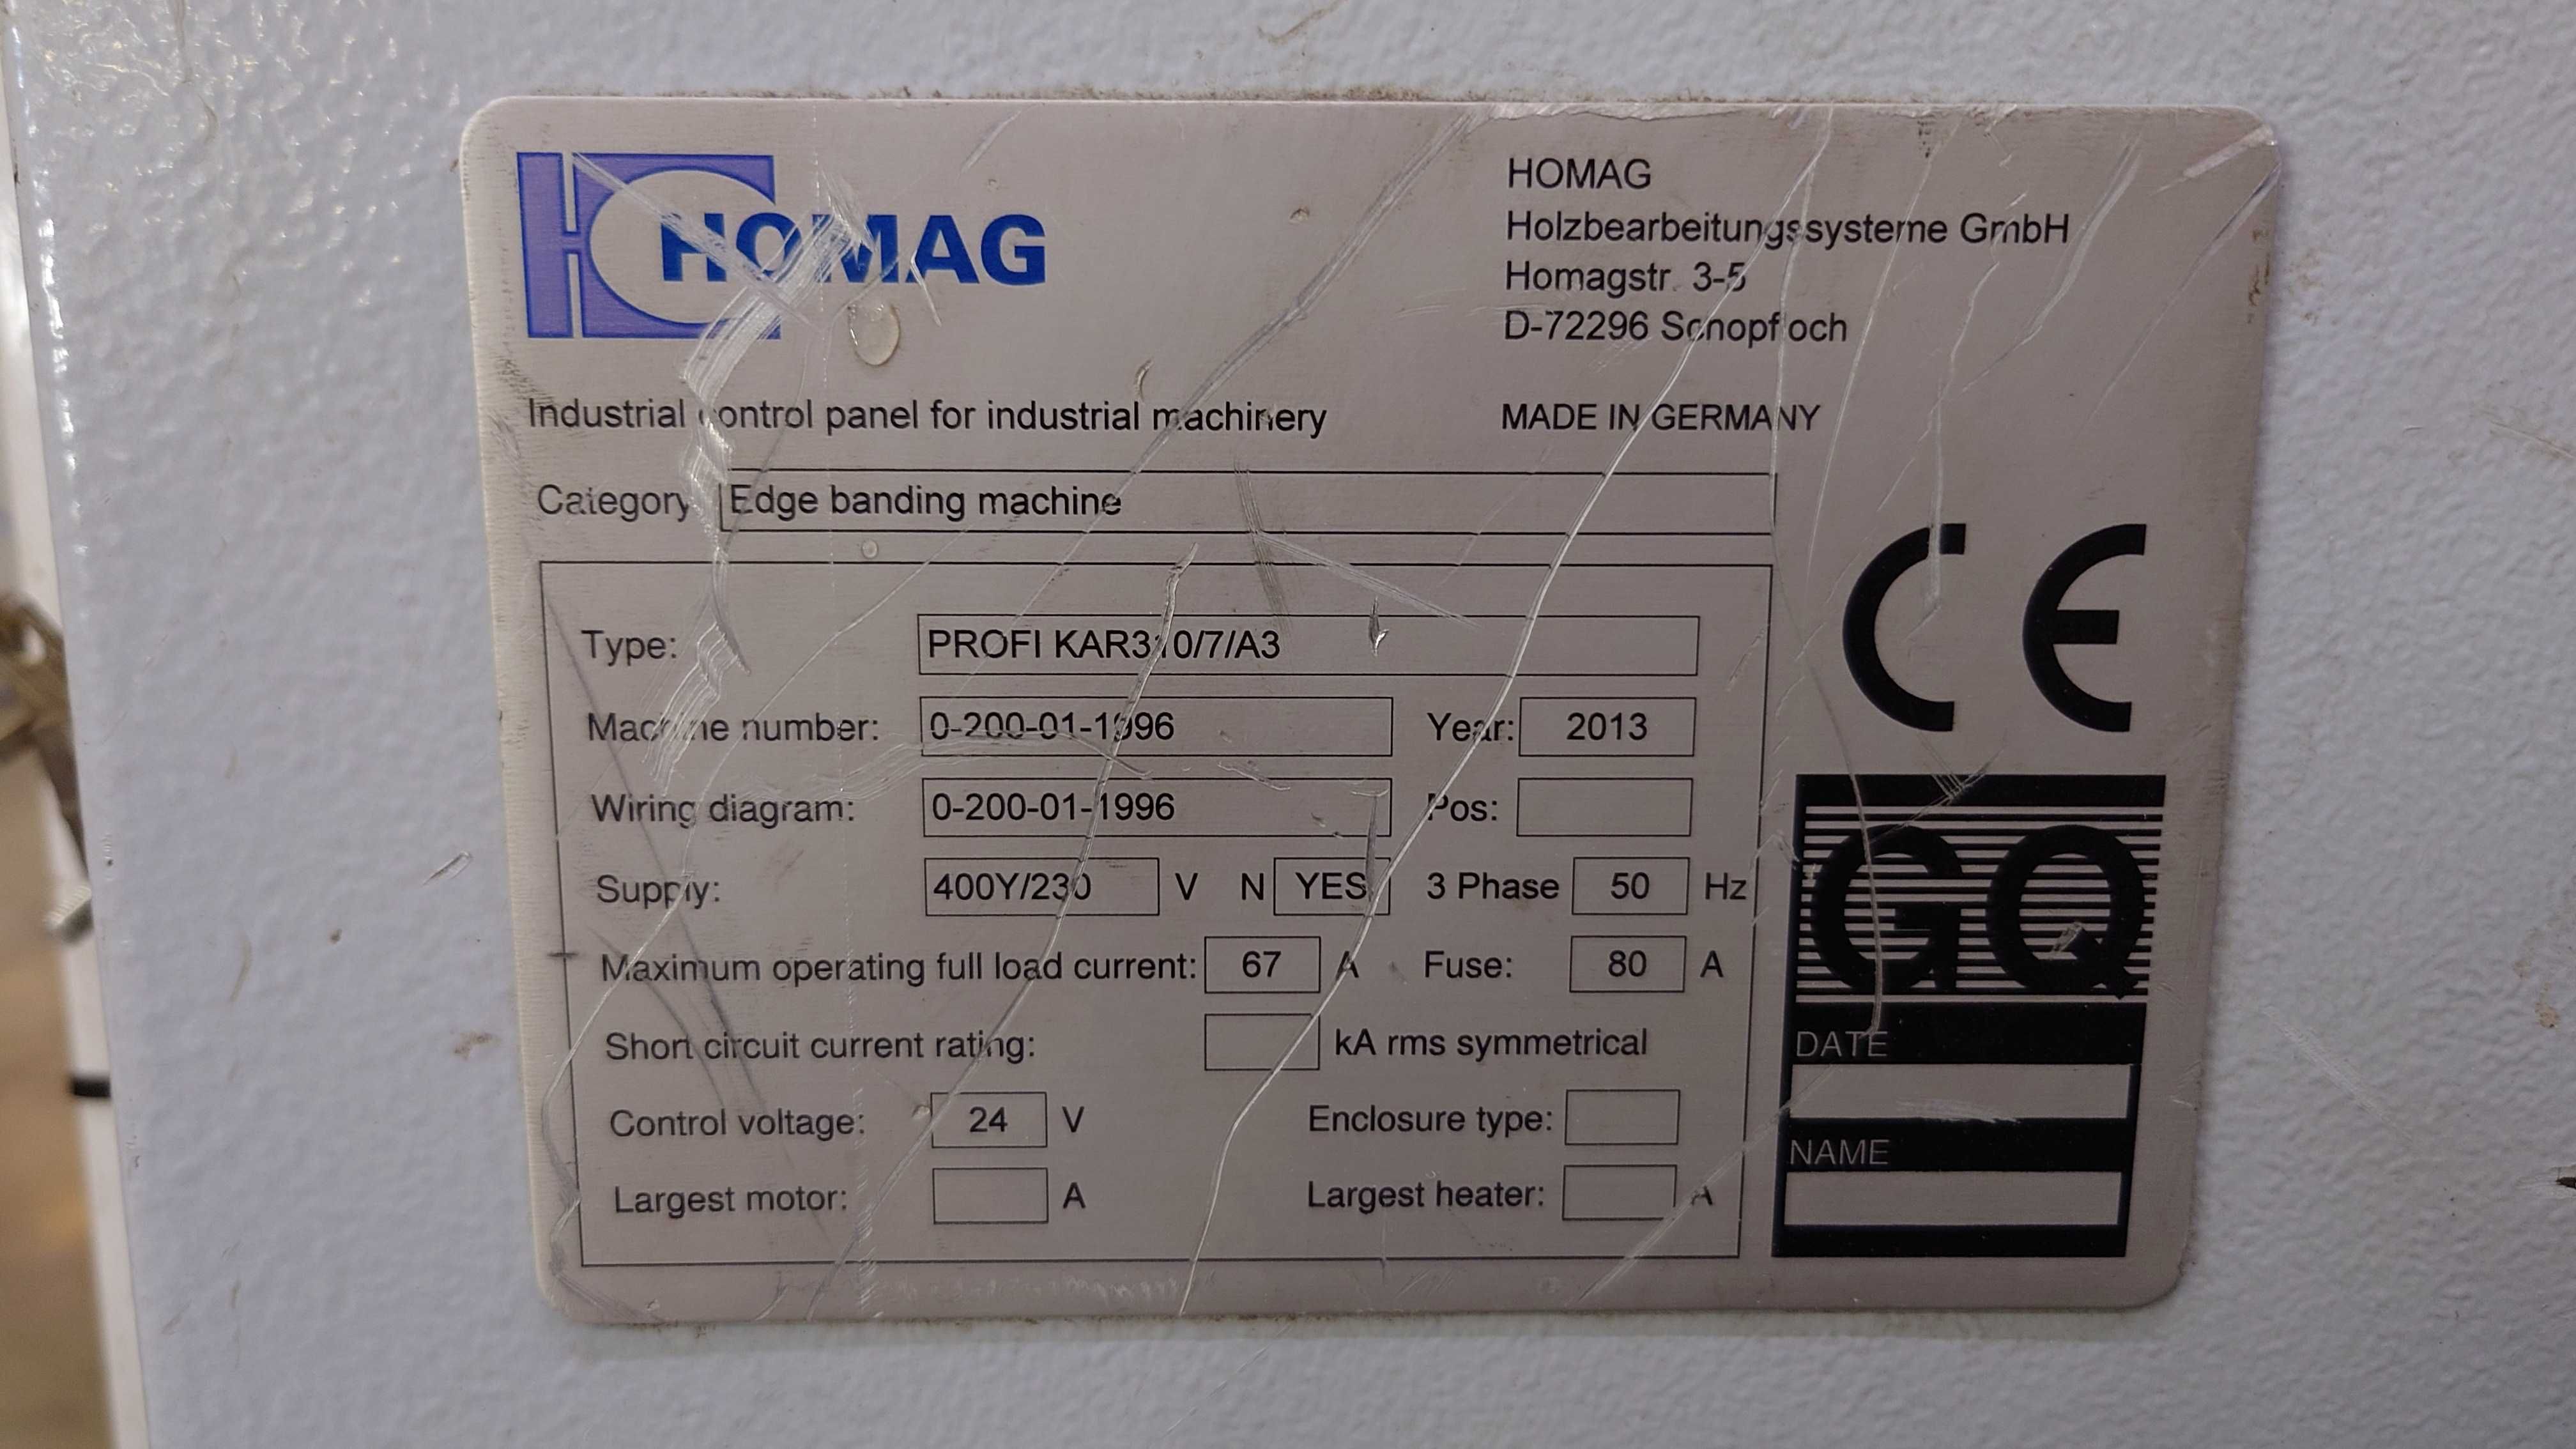 HOMAG
HOMAG
Holzbearbeitungssysteme GmbH
Homagstr. 3-5
D-72296 Schopfloch
Industrial control panel for industrial machinery
MADE IN GERMANY
Category Edge banding machine
CE
Type: PROFI KAR310/7/A3
Machine number: 0-200-01-1996 Year: 2013
Wiring diagram: 0-200-01-1996 Pos:
Supply: 400Y/230 V N YES 3 Phase 50 Hz
Maximum operating full load current: 67 A Fuse: 80 A
Short circuit current rating: kA rms symmetrical
Control voltage: 24 V Enclosure type:
Largest motor: A Largest heater: A
GQ
DATE
NAME